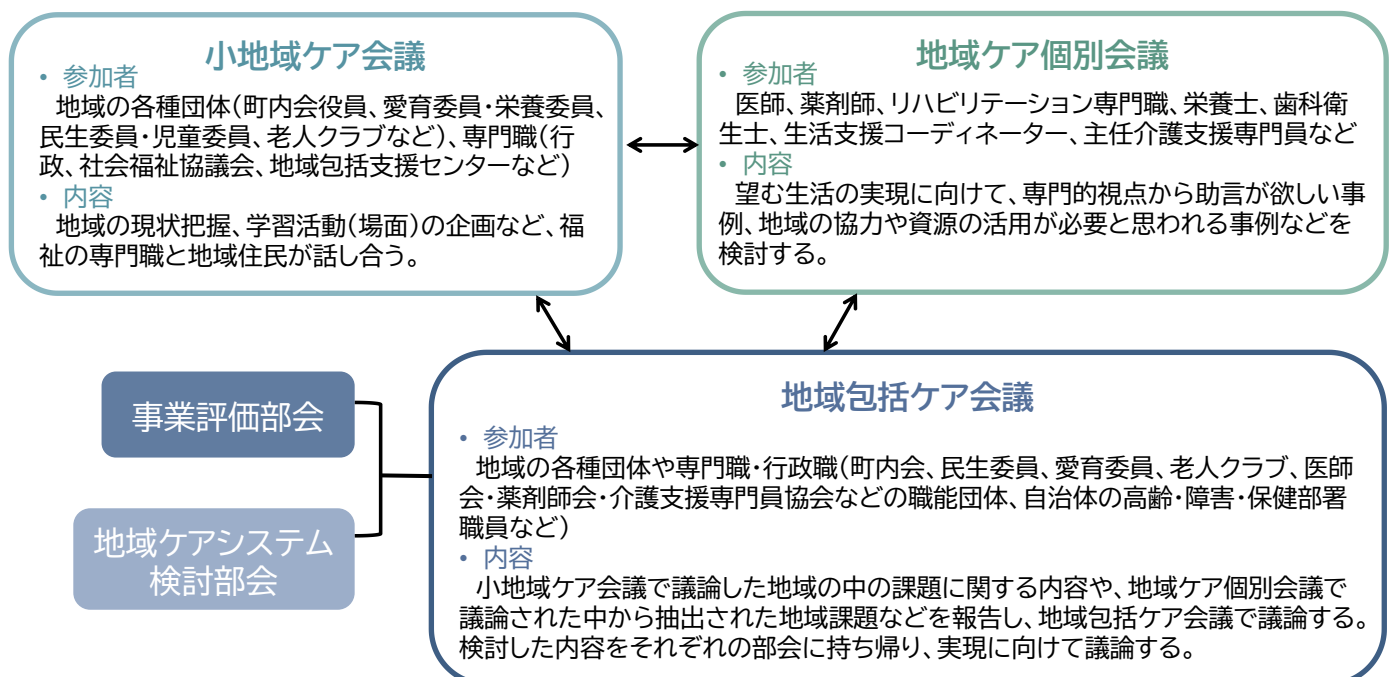 小地域ケア会議
• 参加者
地域の各種団体(町内会役員、愛育委員・栄養委員、
民生委員・児童委員、老人クラブなど)、専門職(行
政、社会福祉協議会、地域包括支援センターなど)
• 内容
地域の現状把握、学習活動(場面)の企画など、福
祉の専門職と地域住民が話し合う。
地域ケア個別会議
• 参加者
医師、薬剤師、リハビリテーション専門職、栄養士、歯科衛
生士、生活支援コーディネーター、主任介護支援専門員など
• 内容
望む生活の実現に向けて、専門的視点から助言が欲しい事
例、地域の協力や資源の活用が必要と思われる事例などを
検討する。
事業評価部会
地域ケアシステム
検討部会
地域包括ケア会議
• 参加者
地域の各種団体や専門職・行政職(町内会、民生委員、愛育委員、老人クラブ、医師
会・薬剤師会・介護支援専門員協会などの職能団体、自治体の高齢・障害・保健部署
職員など)
• 内容
小地域ケア会議で議論した地域の中の課題に関する内容や、地域ケア個別会議で
議論された中から抽出された地域課題などを報告し、地域包括ケア会議で議論する。
検討した内容をそれぞれの部会に持ち帰り、実現に向けて議論する。